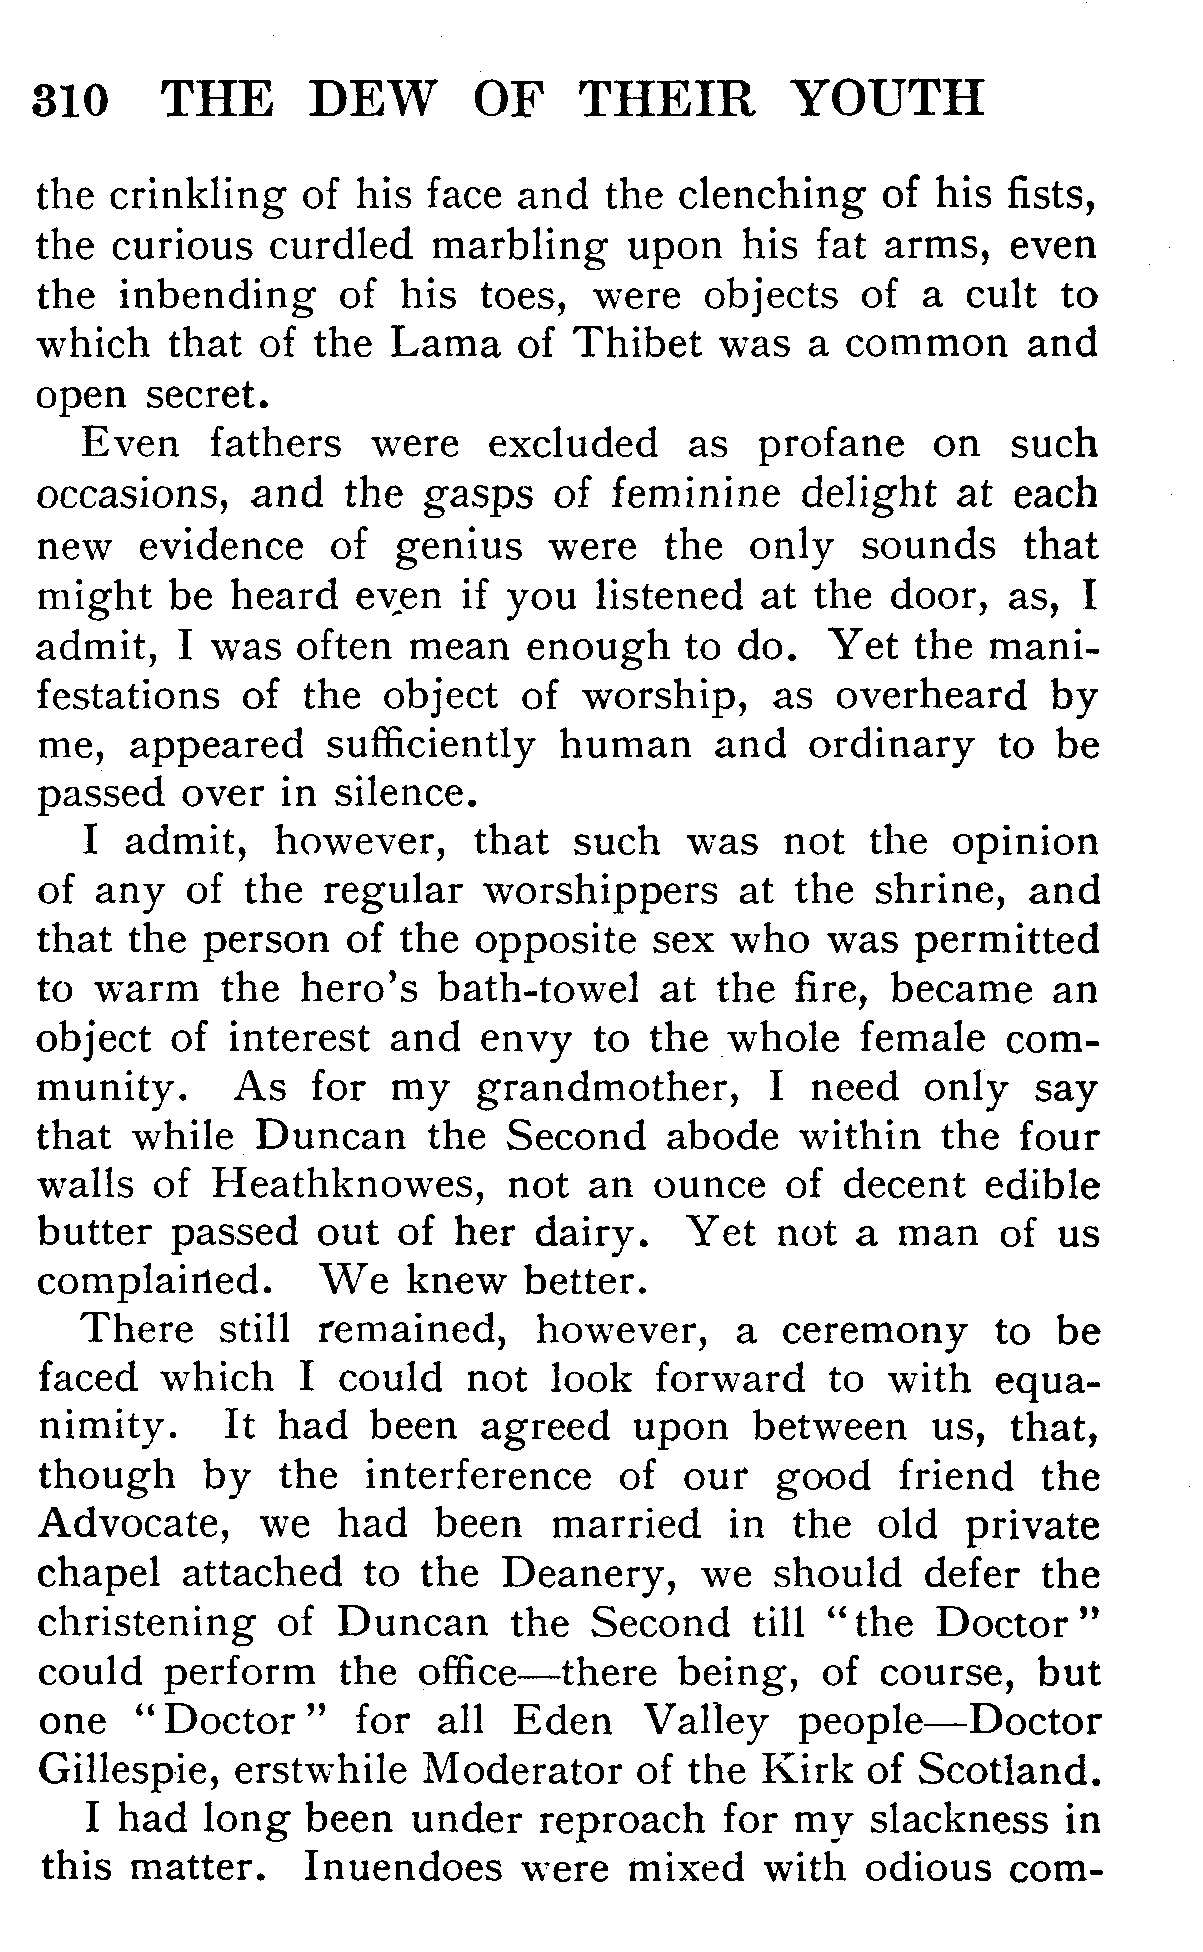 310 THE DEW OF THEIR YOUTH
the crinkling of his face and the clenching of his fists,
the curious curdled marbling upon his fat arms, even
the inbending of his toes, were objects of a cult to
which that of the Lama of Thibet was a common and
open secret.
Even fathers were excluded as profane on such
occasions, and the gasps of feminine delight at each
new evidence of genius were the only sounds that
might be heard even if you listened at the door, as, I
admit, I was often mean enough to do. Yet the mani-
festations of the object of worship, as overheard by
me, appeared sufficiently human and ordinary to be
passed over in silence.
I admit, however, that such was not the opinion
of any of the regular worshippers at the shrine, and
that the person of the opposite sex who was permitted
to warm the hero's bath-towel at the fire, became an
object of interest and envy to the whole female com-
munity. As for my grandmother, I need only say
that while Duncan the Second abode within the four
walls of Heathknowes, not an ounce of decent edible
butter passed out of her dairy. Yet not a man of us
complained. We knew better.
There still remained, however, a ceremony to be
faced which I could not look forward to with equa-
nimity. It had been agreed upon between us, that,
though by the interference of our good friend the
Advocate, we had been married in the old private
chapel attached to the Deanery, we should defer the
christening of Duncan the Second till "the Doctor"
could perform the office—there being, of course, but
one "Doctor" for all Eden Valley people—Doctor
Gillespie, erstwhile Moderator of the Kirk of Scotland.
I had long been under reproach for my slackness in
this matter. Inuendoes were mixed with odious com-